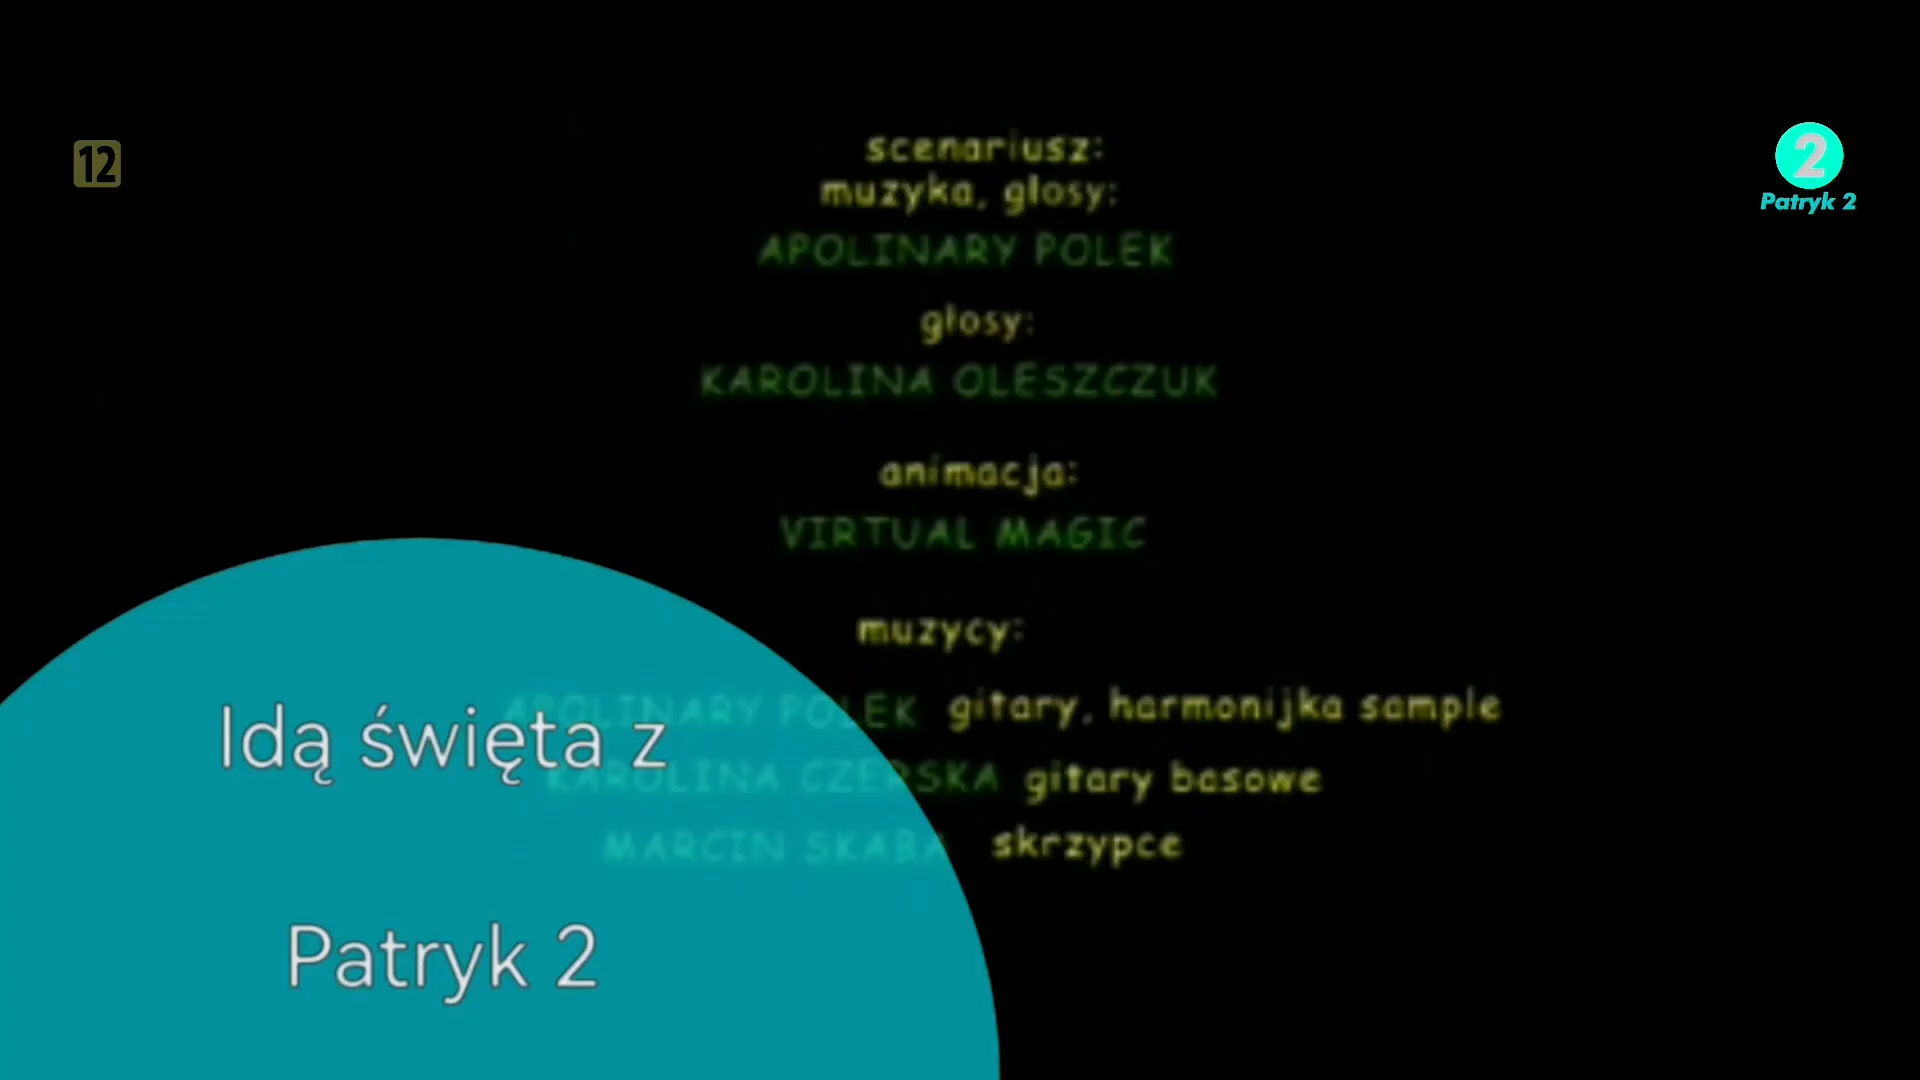 12
2
Patryk 2
scenariusz:
muzyka, głosy:
APOLINARY POLEK
głosy:
KAROLINA OLESZCZUK
animacja:
VIRTUAL MAGIC
muzycy:
APOLINARY POLEK gitary, harmonijka sample
KAROLINA CZERSKA gitary basowe
MARCIN SKABA skrzypce
Idą święta z
Patryk 2